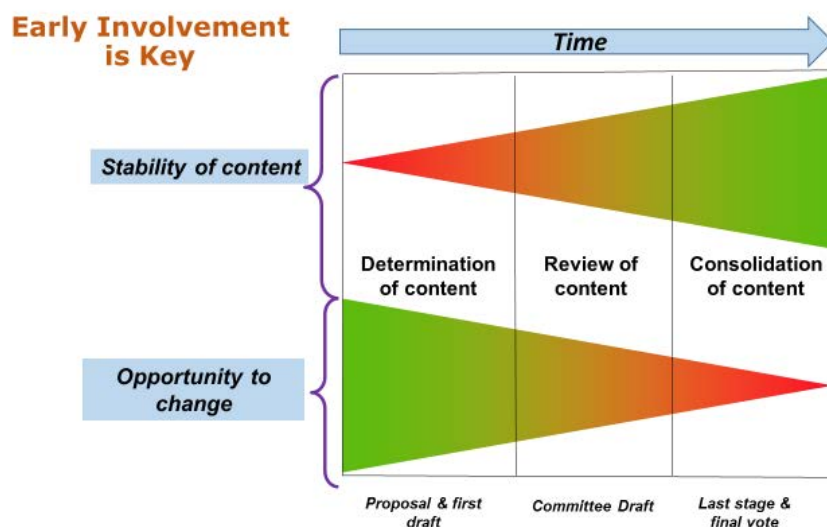 Early Involvement
is Key
Time
Stability of content
Determination
of content
Review of
content
Consolidation
of content
Opportunity to
change
Proposal & first
draft
Committee Draft
Last stage &
final vote